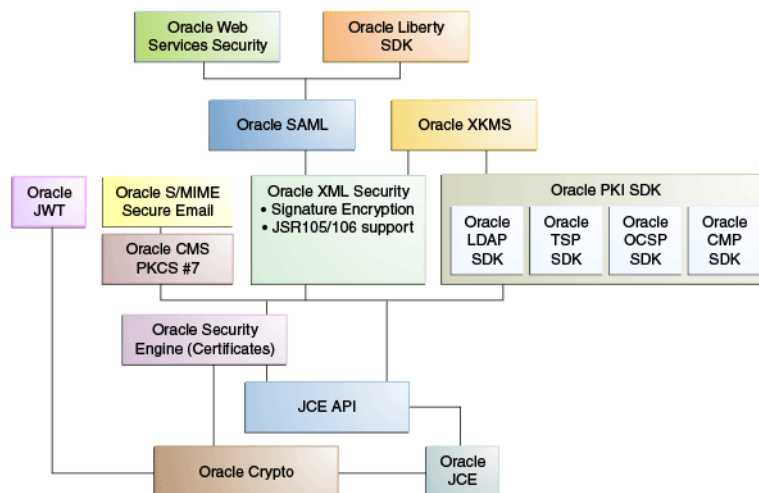 Oracle Web
Services Security
Oracle Liberty
SDK
Oracle SAML
Oracle XKMS
Oracle
JWT
Oracle S/MIME
Secure Email
Oracle XML Security
• Signature Encryption
• JSR105/106 support
Oracle PKI SDK
Oracle
LDAP
SDK
Oracle
TSP
SDK
Oracle
OCSP
SDK
Oracle
CMP
SDK
Oracle CMS
PKCS #7
Oracle Security
Engine (Certificates)
JCE API
Oracle Crypto
Oracle
JCE